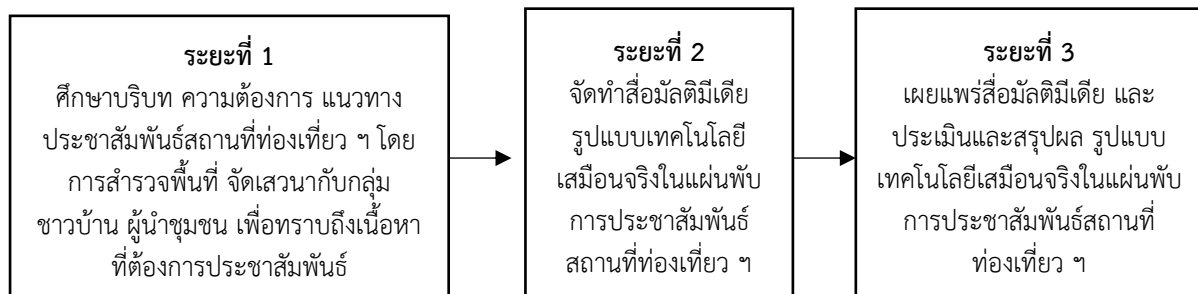 ระยะที่ 1
ศึกษาบริบท ความต้องการ แนวทาง
ประชาสัมพันธ์สถานที่ท่องเที่ยว ฯ โดย
การสำรวจพื้นที่ จัดเสวนากับกลุ่ม
ชาวบ้าน ผู้นำชุมชน เพื่อทราบถึงเนื้อหา
ที่ต้องการประชาสัมพันธ์
ระยะที่ 2
จัดทำสื่อมัลติมีเดีย
รูปแบบเทคโนโลยี
เสมือนจริงในแผ่นพับ
การประชาสัมพันธ์
สถานที่ท่องเที่ยว ฯ
ระยะที่ 3
เผยแพร่สื่อมัลติมีเดีย และ
ประเมินและสรุปผล รูปแบบ
เทคโนโลยีเสมือนจริงในแผ่นพับ
การประชาสัมพันธ์สถานที่
ท่องเที่ยว ฯ